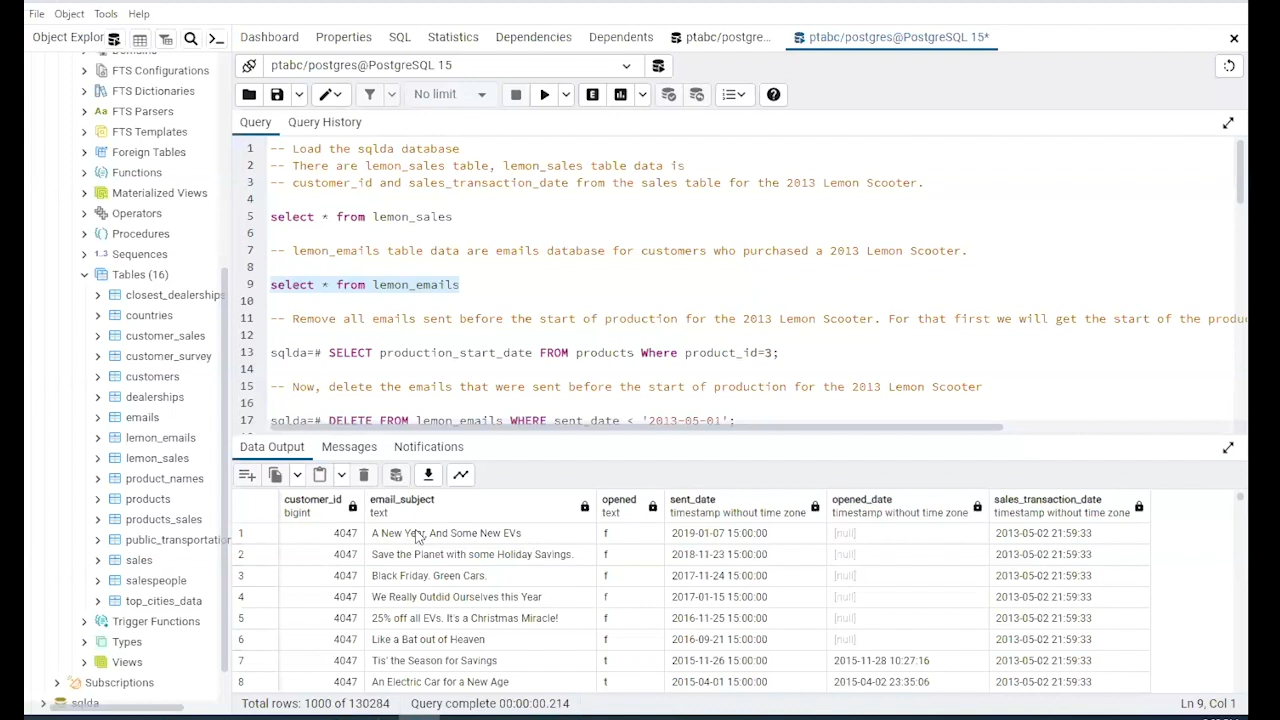 File Object Tools Help
Object Explor
Dashboard Properties SQL Statistics Dependencies Dependents ptabc/postgre... ptabc/postgres@PostgreSQL 15*
FTS Configurations
FTS Dictionaries
FTS Parsers
FTS Templates
Foreign Tables
Functions
Materialized Views
Operators
Procedures
1..3 Sequences
Tables (16)
closest_dealerships
countries
customer_sales
customer_survey
customers
dealerships
emails
lemon_emails
lemon_sales
product_names
products
products_sales
public_transportatio
sales
salespeople
top_cities_data
Trigger Functions
Types
Views
Subscriptions
sqlda
ptabc/postgres@PostgreSQL 15
No limit
Query Query History
1 -- Load the sqlda database
2 -- There are lemon_sales table, lemon_sales table data is
3 -- customer_id and sales_transaction_date from the sales table for the 2013 Lemon Scooter.
4
5 select * from lemon_sales
6
7 -- lemon_emails table data are emails database for customers who purchased a 2013 Lemon Scooter.
8
9 select * from lemon_emails
10
11 -- Remove all emails sent before the start of production for the 2013 Lemon Scooter. For that first we will get the start of the produ
12
13 sqlda=# SELECT production_start_date FROM products Where product_id=3;
14
15 -- Now, delete the emails that were sent before the start of production for the 2013 Lemon Scooter
16
17 sqlda=# DELETE FROM lemon_emails WHERE sent_date < '2013-05-01';
Data Output Messages Notifications
customer_id email_subject opened sent_date opened_date sales_transaction_date
bigint text text timestamp without time zone timestamp without time zone timestamp without time zone
1 4047 A New Year, And Some New EVs f 2019-01-07 15:00:00 [null] 2013-05-02 21:59:33
2 4047 Save the Planet with some Holiday Savings. f 2018-11-23 15:00:00 [null] 2013-05-02 21:59:33
3 4047 Black Friday. Green Cars. f 2017-11-24 15:00:00 [null] 2013-05-02 21:59:33
4 4047 We Really Outdid Ourselves this Year f 2017-01-15 15:00:00 [null] 2013-05-02 21:59:33
5 4047 25% off all EVs. It's a Christmas Miracle! f 2016-11-25 15:00:00 [null] 2013-05-02 21:59:33
6 4047 Like a Bat out of Heaven f 2016-09-21 15:00:00 [null] 2013-05-02 21:59:33
7 4047 Tis' the Season for Savings t 2015-11-26 15:00:00 2015-11-28 10:27:16 2013-05-02 21:59:33
8 4047 An Electric Car for a New Age t 2015-04-01 15:00:00 2015-04-02 23:35:06 2013-05-02 21:59:33
Total rows: 1000 of 130284 Query complete 00:00:00.214 Ln 9, Col 1